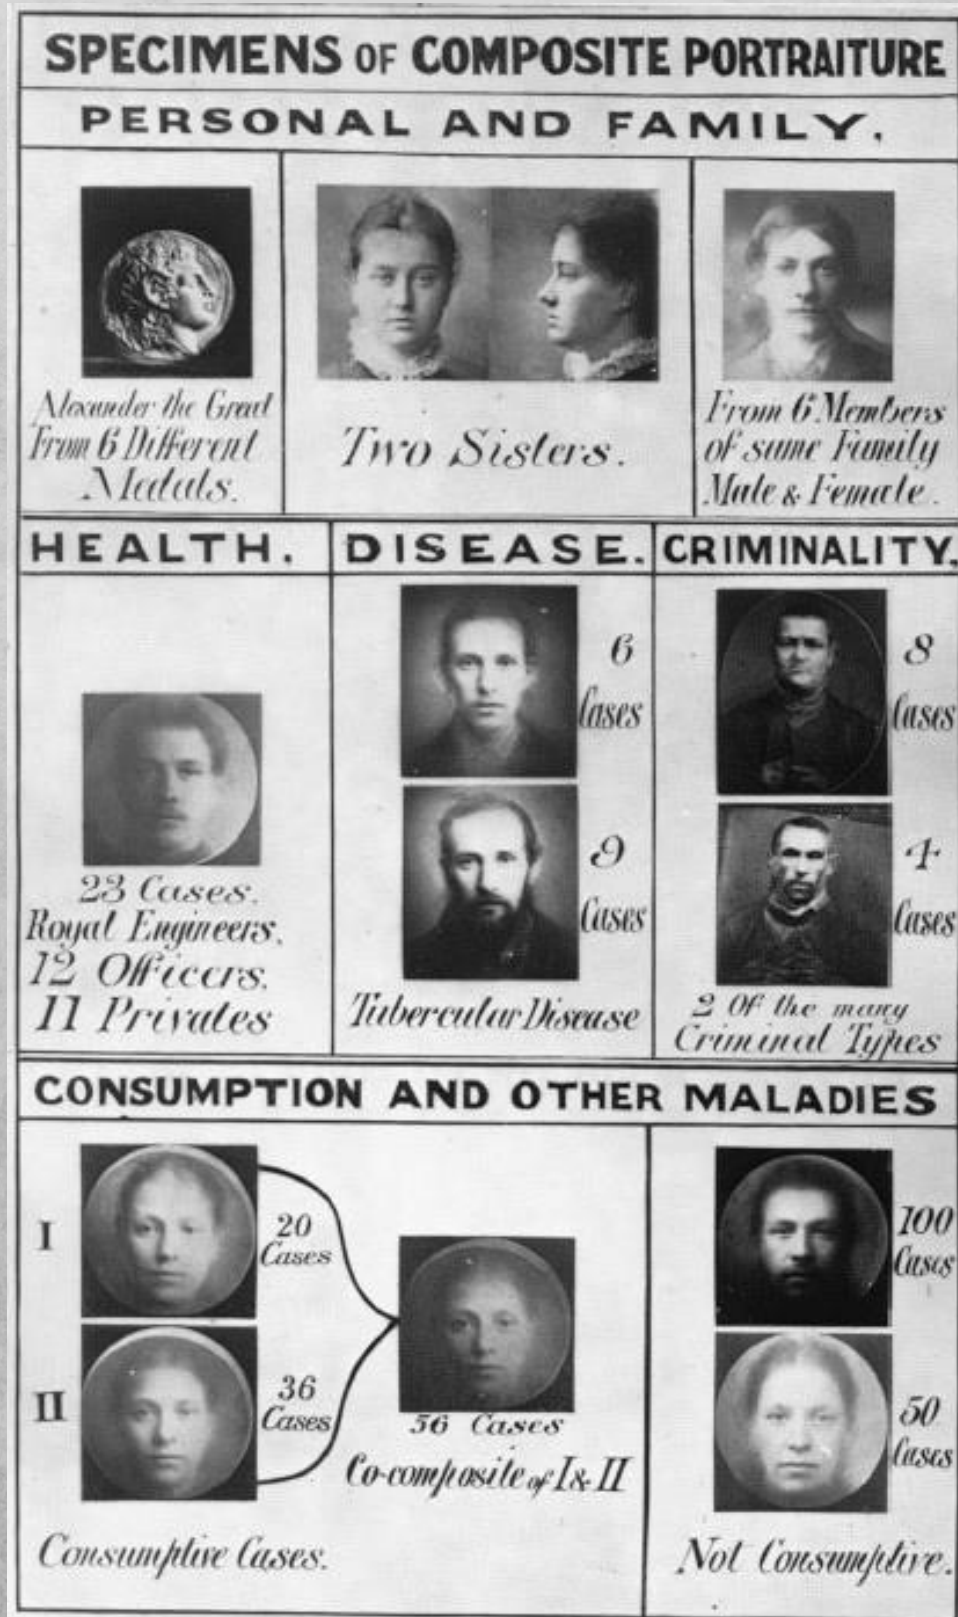 SPECIMENS OF COMPOSITE PORTRAITURE
PERSONAL AND FAMILY.
Alexander the Great
From 6 Different
Medals.
Two Sisters.
From 6 Members
of same Family
Male & Female.
HEALTH.
23 Cases.
Royal Engineers.
12 Officers.
11 Privates
DISEASE.
6
Cases
9
Cases
Tubercular Disease
CRIMINALITY.
8
Cases
4
Cases
2 Of the many
Criminal Types
CONSUMPTION AND OTHER MALADIES
I
20
Cases
II
36
Cases
56 Cases
Co-composite of I & II
Consumptive Cases.
100
Cases
50
Cases
Not Consumptive.